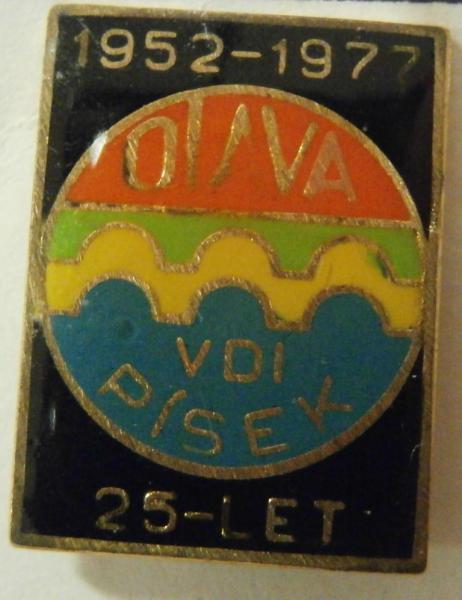 1952-1977
OTAVA
VDI
PÍSEK
25-LET